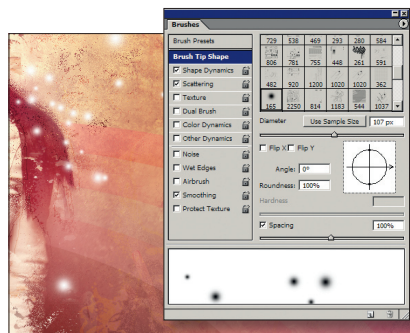 Brushes
Brush Presets
Brush Tip Shape
Shape Dynamics
Scattering
Texture
Dual Brush
Color Dynamics
Other Dynamics
Noise
Wet Edges
Airbrush
Smoothing
Protect Texture
729 538 469 293 280 584
806 781 755 448 261 591
482 920 1200 1020 1020 362
165 2250 814 1183 544 1037
Diameter Use Sample Size 107 px
Flip X Flip Y
Angle: 0°
Roundness: 100%
Hardness
Spacing 100%